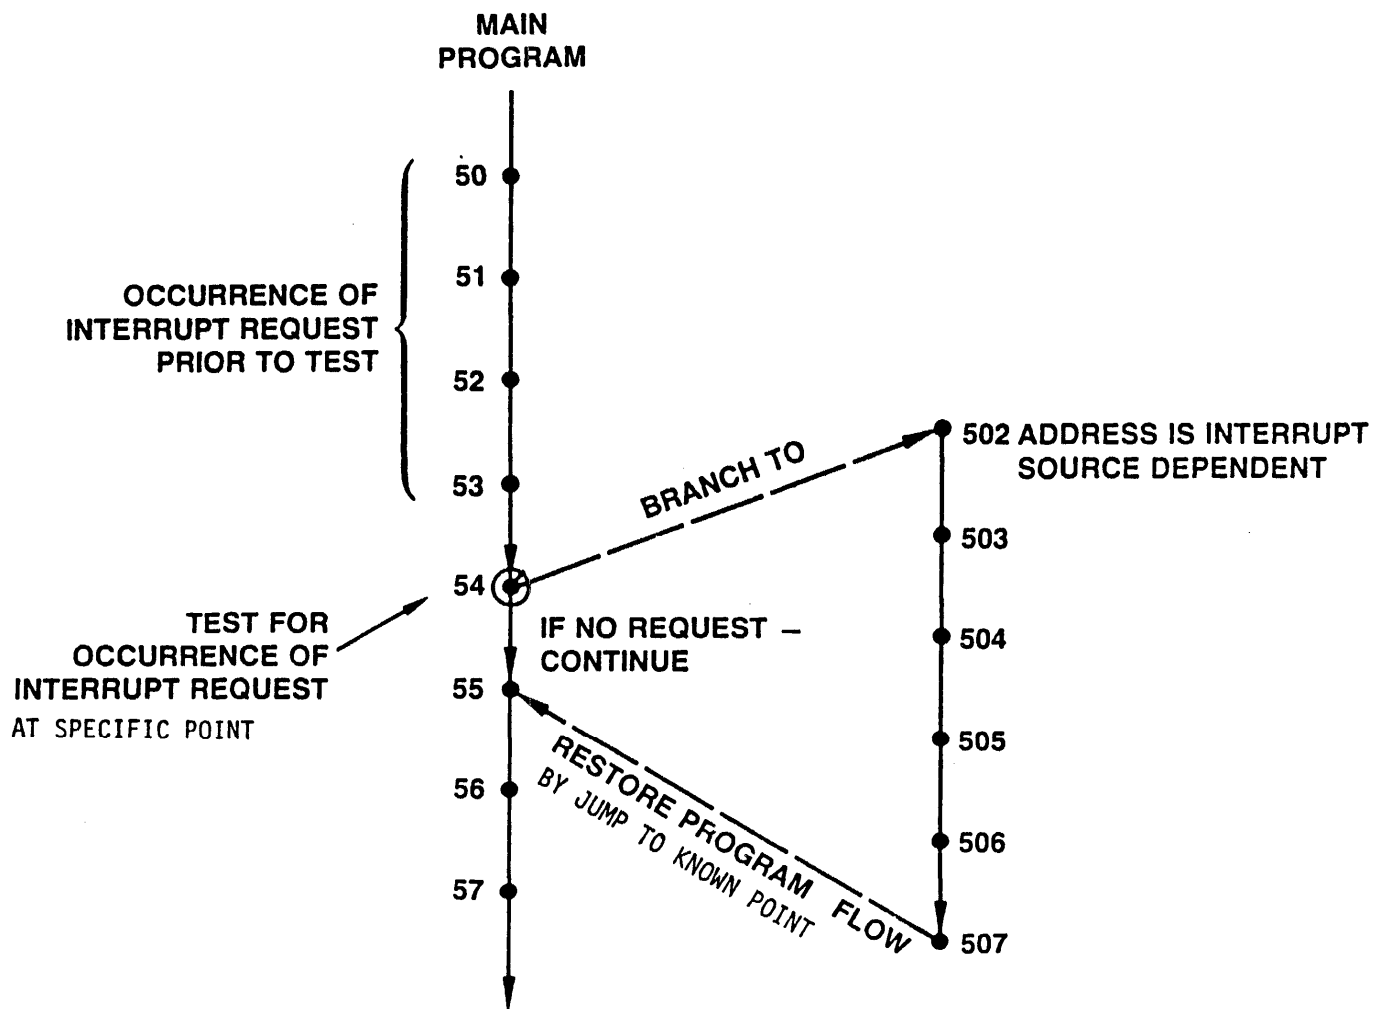 MAIN
PROGRAM
50
51
OCCURRENCE OF
INTERRUPT REQUEST
PRIOR TO TEST
52
53
BRANCH TO
502 ADDRESS IS INTERRUPT
SOURCE DEPENDENT
503
54
TEST FOR
OCCURRENCE OF
INTERRUPT REQUEST
AT SPECIFIC POINT
IF NO REQUEST –
CONTINUE
504
55
505
RESTORE PROGRAM FLOW
BY JUMP TO KNOWN POINT
56
506
57
507